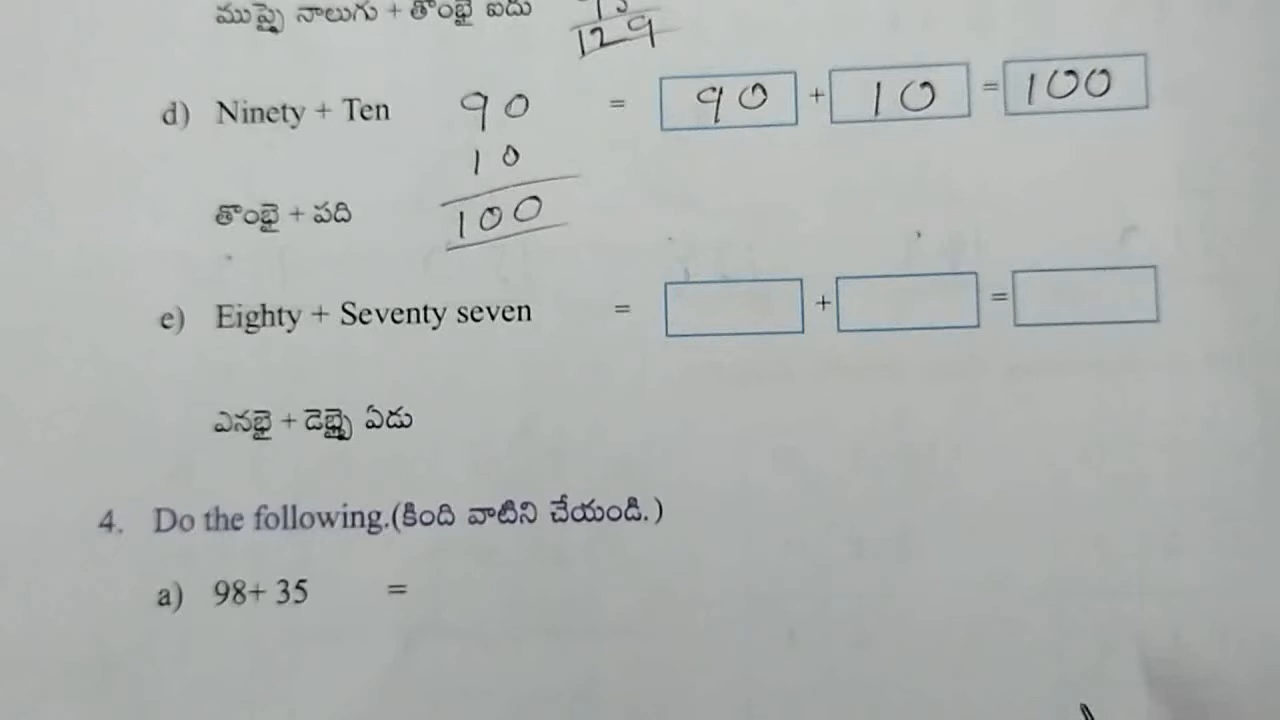 ముప్పై నాలుగు + తొంభై ఐదు
129
d) Ninety + Ten 90 = 90 + 10 = 100
10
తొంభై + పది 100
e) Eighty + Seventy seven = + =
ఎనభై + డెబ్బై ఏడు
4. Do the following.(కింది వాటిని చేయండి.)
a) 98+ 35 =